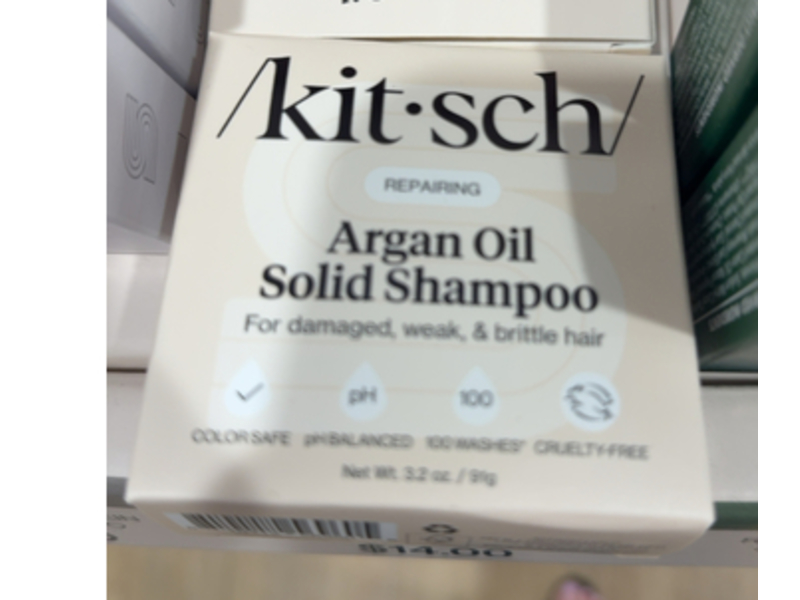 /kit·sch/
REPAIRING
Argan Oil
Solid Shampoo
For damaged, weak, & brittle hair
pH
100
COLOR SAFE pH BALANCED 100 WASHES* CRUELTY-FREE
Net Wt. 3.2 oz. / 91g
$14.00